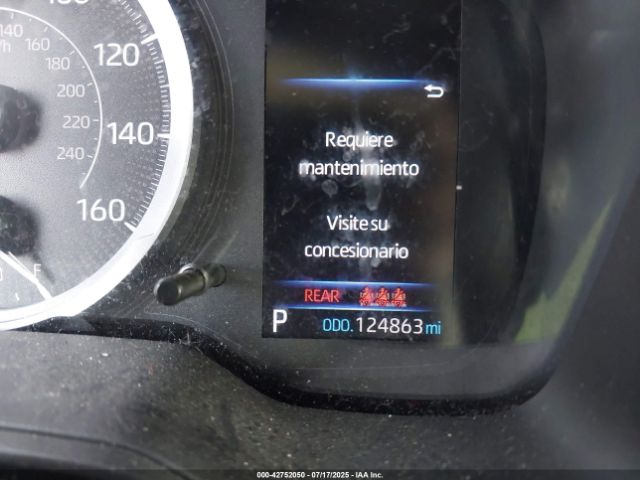 140
160
180
200
220
240
120
140
160
F
Requiere
mantenimiento
Visite su
concesionario
REAR
P ODO. 124863 mi
000-42752050 - 07/17/2025 - IAA Inc.